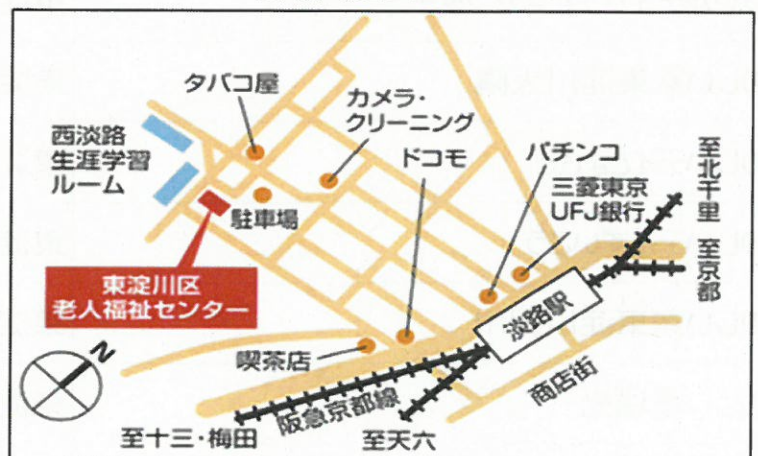 タバコ屋
カメラ・
クリーニング
西淡路
生涯学習
ルーム
ドコモ
パチンコ
三菱東京
UFJ銀行
至北千里
至京都
駐車場
東淀川区
老人福祉センター
淡路駅
喫茶店
N
阪急京都線
商店街
至十三・梅田
至天六